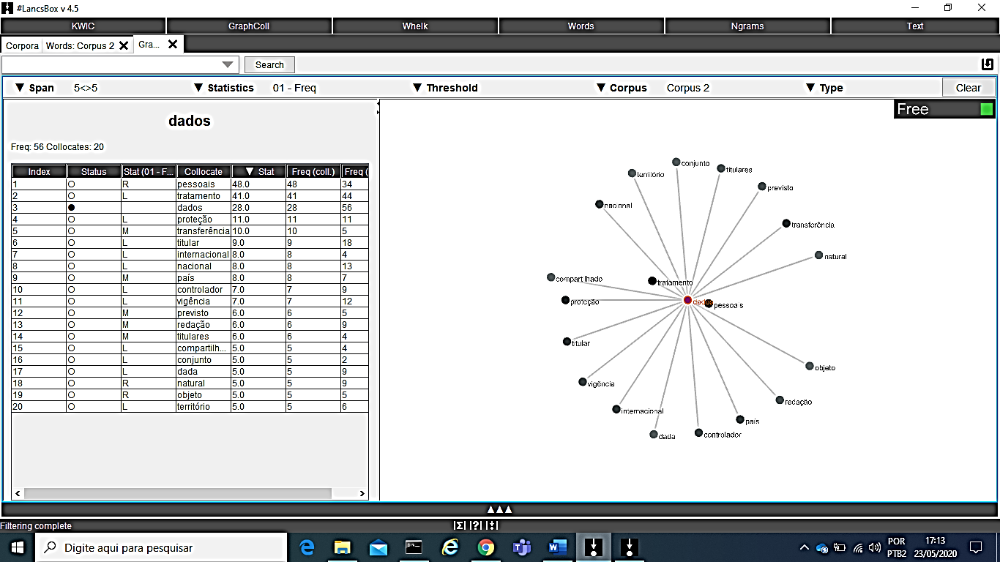 #LancsBox v 4.5
KWIC GraphColl Whelk Words Ngrams Text
Corpora Words: Corpus 2 Gra...
Search
▼ Span 5<>5 ▼ Statistics 01 - Freq ▼ Threshold ▼ Corpus Corpus 2 ▼ Type Clear
dados
Freq: 56 Collocates: 20
Index Status Stat (01 - F... Collocate ▼ Stat Freq (coll.) Freq (
1 R pessoais 48.0 48 34
2 L tratamento 41.0 41 44
3 dados 28.0 28 56
4 L proteção 11.0 11 11
5 M transferência 10.0 10 5
6 L titular 9.0 9 18
7 L internacional 8.0 8 4
8 L nacional 8.0 8 13
9 M país 8.0 8 7
10 L controlador 7.0 7 9
11 L vigência 7.0 7 12
12 M previsto 6.0 6 5
13 M redação 6.0 6 9
14 M titulares 6.0 6 4
15 L compartilh... 5.0 5 4
16 L conjunto 5.0 5 2
17 L dada 5.0 5 9
18 R natural 5.0 5 9
19 R objeto 5.0 5 5
20 L território 5.0 5 6
Free
conjunto
titulares
território
previsto
nacional
transferência
natural
compartilhado
tratamento
proteção
dados
pessoais
titular
objeto
vigência
redação
internacional
país
dada
controlador
Filtering complete
|Σ| |?| |‡|
Digite aqui para pesquisar
POR
PTB2
17:13
23/05/2020